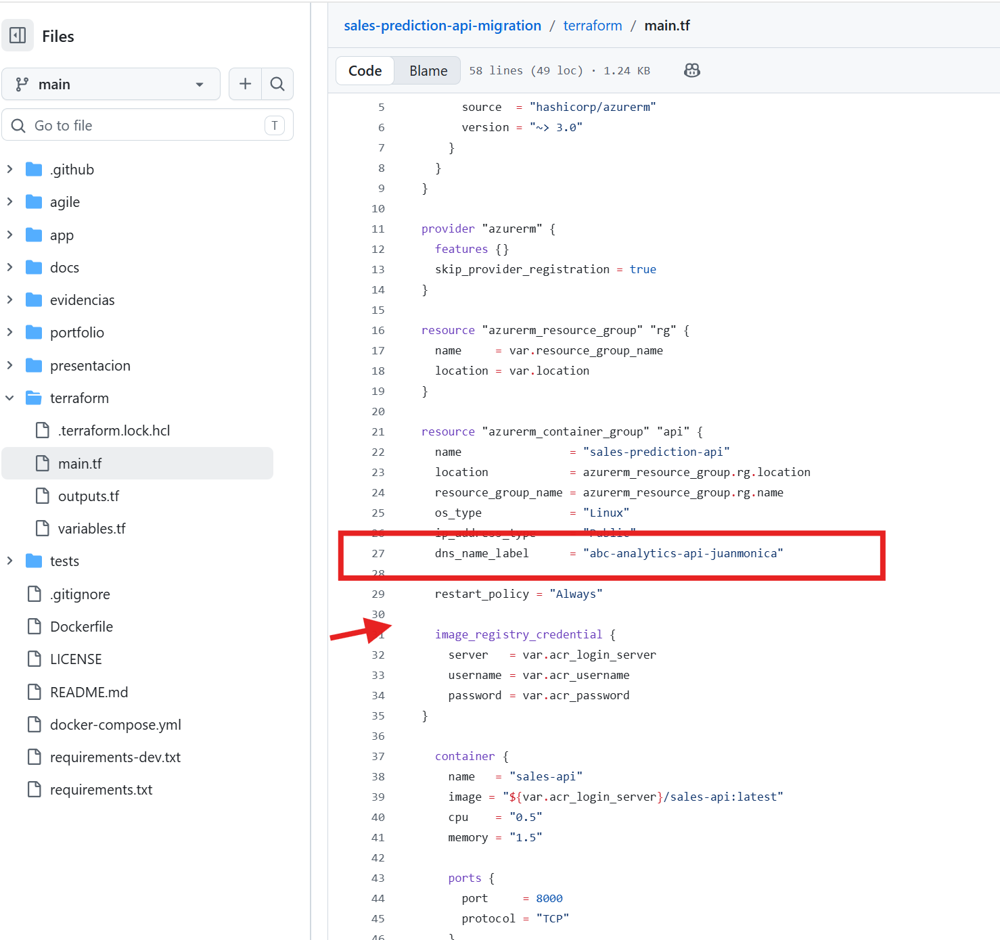 Files
main
Go to file
T
.github
agile
app
docs
evidencias
portfolio
presentacion
terraform
.terraform.lock.hcl
main.tf
outputs.tf
variables.tf
tests
.gitignore
Dockerfile
LICENSE
README.md
docker-compose.yml
requirements-dev.txt
requirements.txt
sales-prediction-api-migration / terraform / main.tf
Code Blame 58 lines (49 loc) · 1.24 KB
5 source = "hashicorp/azurerm"
6 version = "~> 3.0"
7 }
8 }
9 }
10
11 provider "azurerm" {
12 features {}
13 skip_provider_registration = true
14 }
15
16 resource "azurerm_resource_group" "rg" {
17 name = var.resource_group_name
18 location = var.location
19 }
20
21 resource "azurerm_container_group" "api" {
22 name = "sales-prediction-api"
23 location = azurerm_resource_group.rg.location
24 resource_group_name = azurerm_resource_group.rg.name
25 os_type = "Linux"
26 ip_address_type = "Public"
27 dns_name_label = "abc-analytics-api-juanmonica"
28
29 restart_policy = "Always"
30
1 image_registry_credential {
32 server = var.acr_login_server
33 username = var.acr_username
34 password = var.acr_password
35 }
36
37 container {
38 name = "sales-api"
39 image = "${var.acr_login_server}/sales-api:latest"
40 cpu = "0.5"
41 memory = "1.5"
42
43 ports {
44 port = 8000
45 protocol = "TCP"
46 }